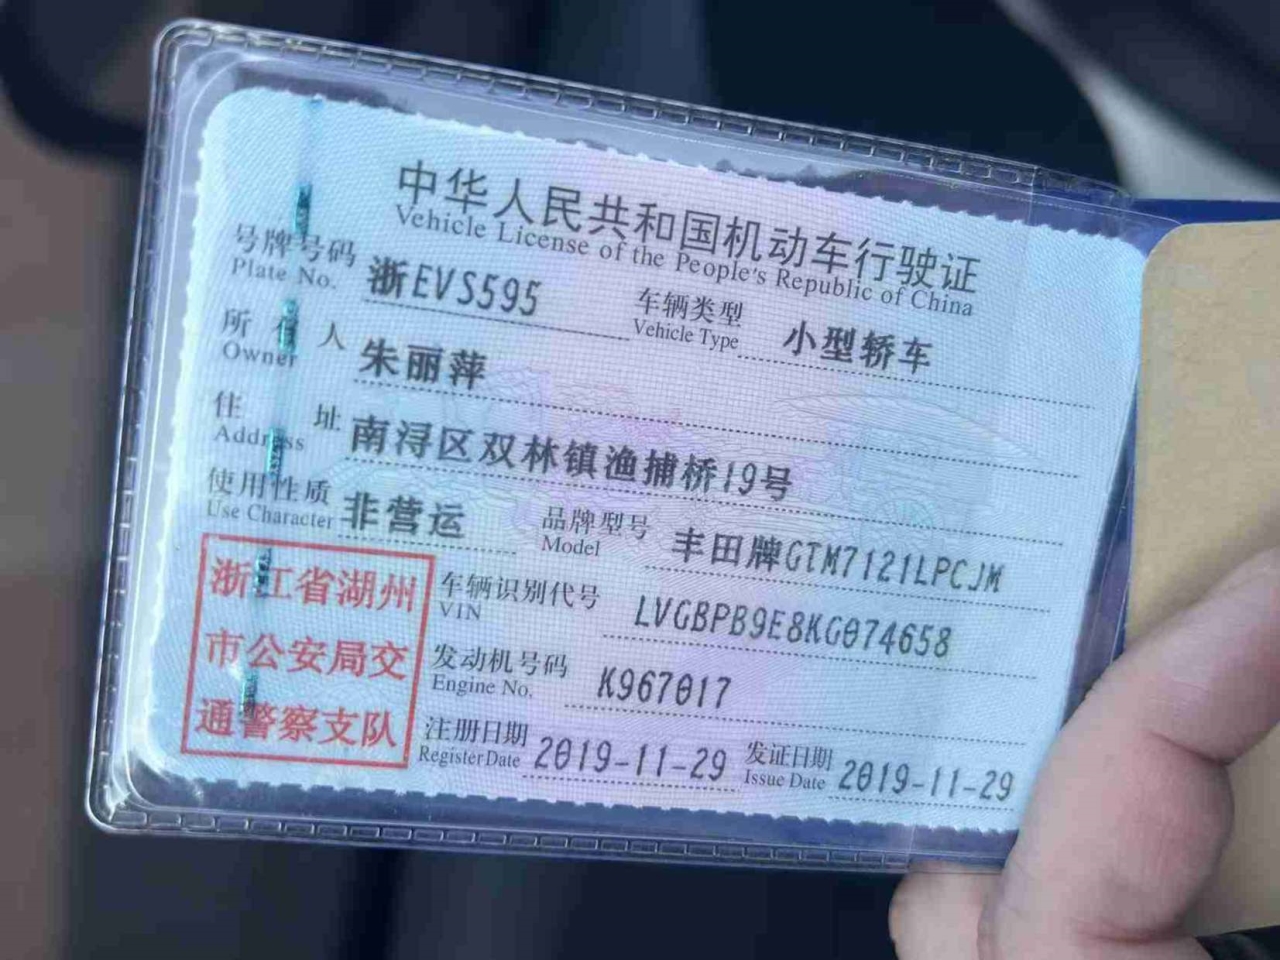 中华人民共和国机动车行驶证
Vehicle License of the People's Republic of China
号牌号码 浙EVS595 车辆类型 小型轿车
Plate No. Vehicle Type
所有人 朱丽萍
Owner
住址 南浔区双林镇渔捕桥19号
Address
使用性质 非营运 品牌型号 丰田牌GTM7121LPCJM
Use Character Model
浙江省湖州
市公安局交
通警察支队
车辆识别代号 LVGBPB9E8KG074658
VIN
发动机号码 K967017
Engine No.
注册日期 2019-11-29 发证日期 2019-11-29
Register Date Issue Date